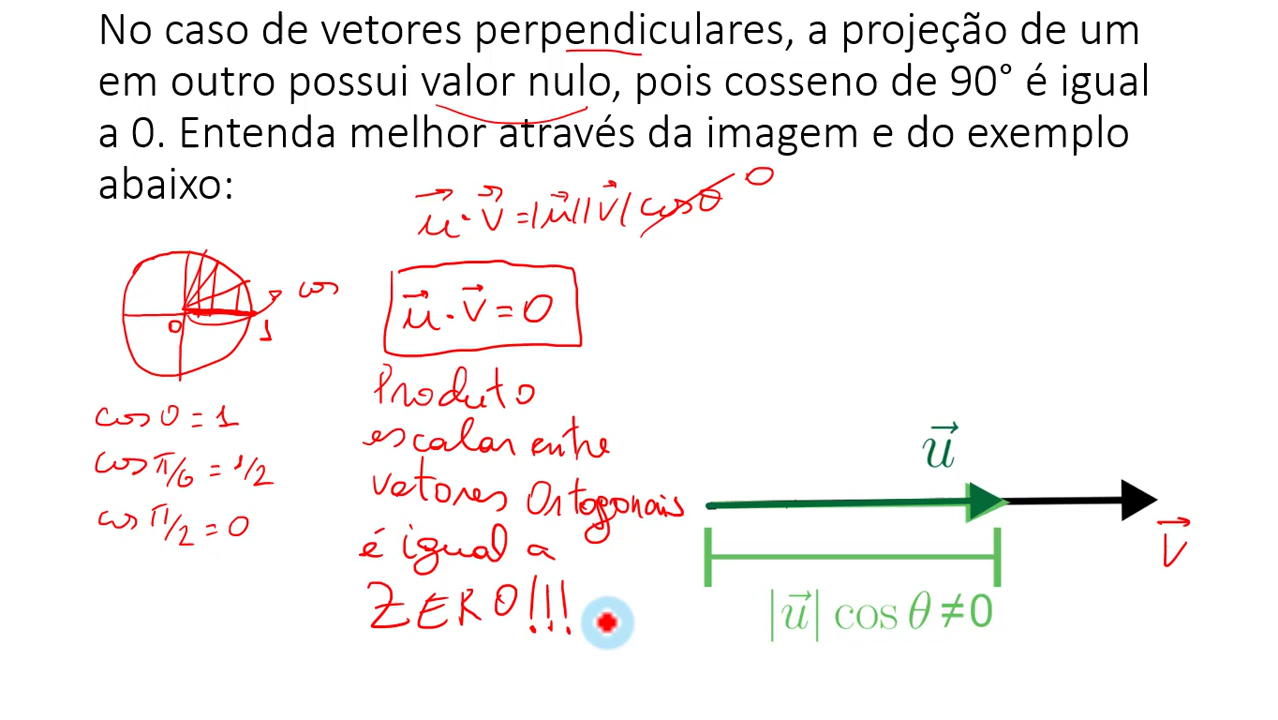 No caso de vetores perpendiculares, a projeção de um
em outro possui valor nulo, pois cosseno de 90° é igual
a 0. Entenda melhor através da imagem e do exemplo
abaixo:
u⃗ · v⃗ = |u⃗||v⃗| cos θ 0
cos
0 1
u⃗ · v⃗ = 0
cos 0 = 1
cos π/6 = 1/2
cos π/2 = 0
Produto
escalar entre
vetores Ortogonais
é igual a
ZERO!!!
u⃗
v⃗
|u⃗| cos θ ≠ 0